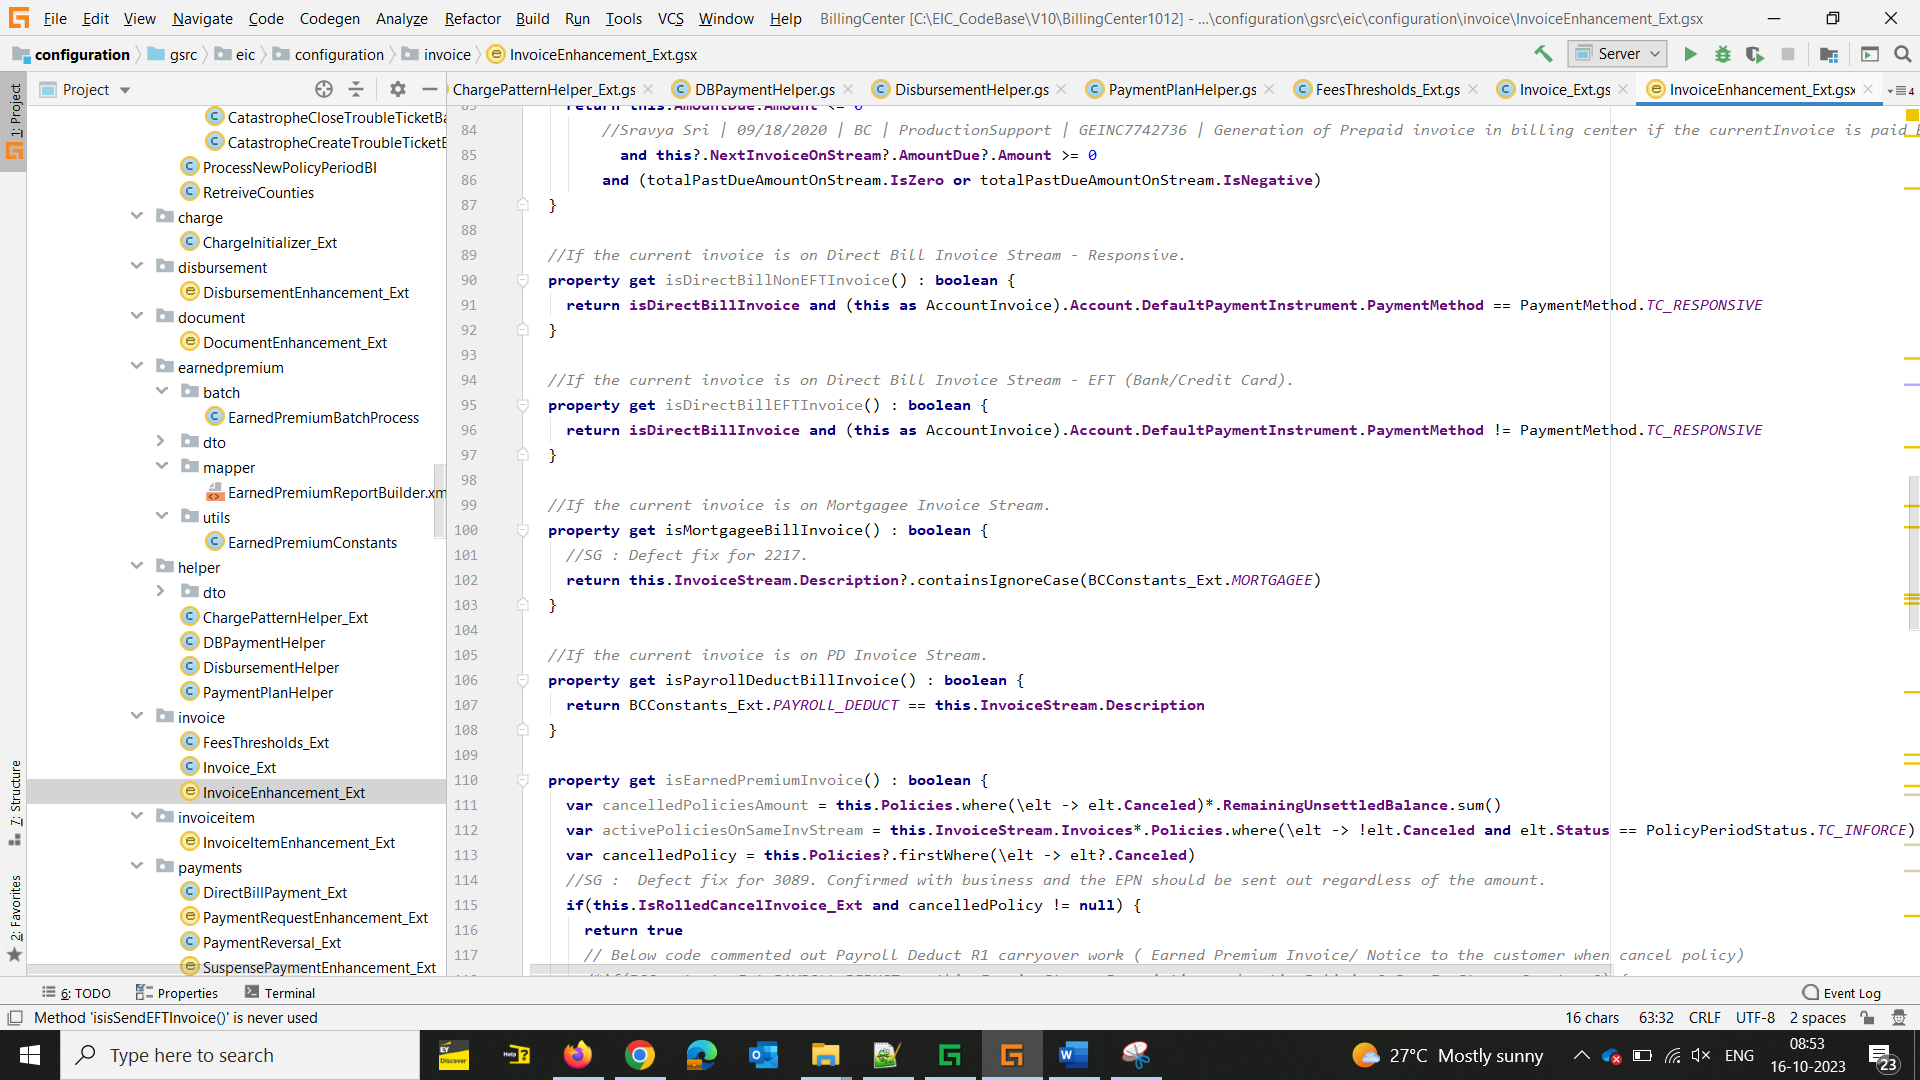 File Edit View Navigate Code Codegen Analyze Refactor Build Run Tools VCS Window Help BillingCenter [C:\EIC_CodeBase\V10\BillingCenter1012] - ...\configuration\gsrc\eic\configuration\invoice\InvoiceEnhancement_Ext.gsx
configuration gsrc eic configuration invoice InvoiceEnhancement_Ext.gsx Server
Project
ChargePatternHelper_Ext.gs DBPaymentHelper.gs DisbursementHelper.gs PaymentPlanHelper.gs FeesThresholds_Ext.gs Invoice_Ext.gs InvoiceEnhancement_Ext.gsx 4
1: Project
7: Structure
2: Favorites
CatastropheCloseTroubleTicketBa
CatastropheCreateTroubleTicketE
ProcessNewPolicyPeriodBI
RetreiveCounties
charge
ChargeInitializer_Ext
disbursement
DisbursementEnhancement_Ext
document
DocumentEnhancement_Ext
earnedpremium
batch
EarnedPremiumBatchProcess
dto
mapper
EarnedPremiumReportBuilder.xm
utils
EarnedPremiumConstants
helper
dto
ChargePatternHelper_Ext
DBPaymentHelper
DisbursementHelper
PaymentPlanHelper
invoice
FeesThresholds_Ext
Invoice_Ext
InvoiceEnhancement_Ext
invoiceitem
InvoiceItemEnhancement_Ext
payments
DirectBillPayment_Ext
PaymentRequestEnhancement_Ext
PaymentReversal_Ext
SuspensePaymentEnhancement_Ext
83 return this.AmountDue.Amount <= 0
84 //Sravya Sri | 09/18/2020 | BC | ProductionSupport | GEINC7742736 | Generation of Prepaid invoice in billing center if the currentInvoice is paid
85 and this?.NextInvoiceOnStream?.AmountDue?.Amount >= 0
86 and (totalPastDueAmountOnStream.IsZero or totalPastDueAmountOnStream.IsNegative)
87 }
88
89 //If the current invoice is on Direct Bill Invoice Stream - Responsive.
90 property get isDirectBillNonEFTInvoice() : boolean {
91 return isDirectBillInvoice and (this as AccountInvoice).Account.DefaultPaymentInstrument.PaymentMethod == PaymentMethod.TC_RESPONSIVE
92 }
93
94 //If the current invoice is on Direct Bill Invoice Stream - EFT (Bank/Credit Card).
95 property get isDirectBillEFTInvoice() : boolean {
96 return isDirectBillInvoice and (this as AccountInvoice).Account.DefaultPaymentInstrument.PaymentMethod != PaymentMethod.TC_RESPONSIVE
97 }
98
99 //If the current invoice is on Mortgagee Invoice Stream.
100 property get isMortgageeBillInvoice() : boolean {
101 //SG : Defect fix for 2217.
102 return this.InvoiceStream.Description?.containsIgnoreCase(BCConstants_Ext.MORTGAGEE)
103 }
104
105 //If the current invoice is on PD Invoice Stream.
106 property get isPayrollDeductBillInvoice() : boolean {
107 return BCConstants_Ext.PAYROLL_DEDUCT == this.InvoiceStream.Description
108 }
109
110 property get isEarnedPremiumInvoice() : boolean {
111 var cancelledPoliciesAmount = this.Policies.where(\elt -> elt.Canceled)*.RemainingUnsettledBalance.sum()
112 var activePoliciesOnSameInvStream = this.InvoiceStream.Invoices*.Policies.where(\elt -> !elt.Canceled and elt.Status == PolicyPeriodStatus.TC_INFORCE)
113 var cancelledPolicy = this.Policies?.firstWhere(\elt -> elt?.Canceled)
114 //SG :  Defect fix for 3089. Confirmed with business and the EPN should be sent out regardless of the amount.
115 if(this.IsRolledCancelInvoice_Ext and cancelledPolicy != null) {
116 return true
117 // Below code commented out Payroll Deduct R1 carryover work ( Earned Premium Invoice/ Notice to the customer when cancel policy)
6: TODO Properties Terminal Event Log
Method 'isisSendEFTInvoice()' is never used 16 chars 63:32 CRLF UTF-8 2 spaces
Type here to search
EY
Discover
Help ?
27°C Mostly sunny ENG
08:53
16-10-2023
23